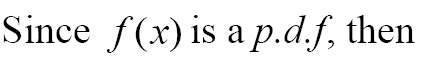 Since f(x) is a p.d.f, then